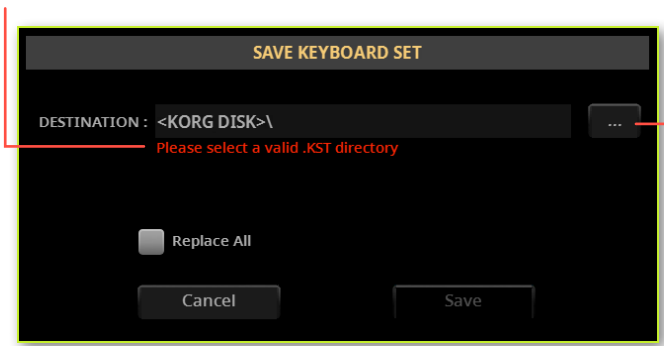 SAVE KEYBOARD SET
DESTINATION : <KORG DISK>\ ...
Please select a valid .KST directory
Replace All
Cancel Save